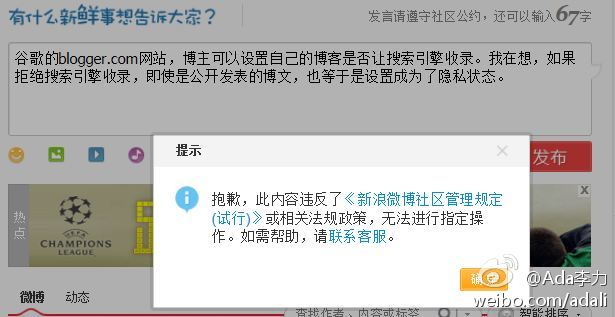 有什么新鲜事想告诉大家?
发言请遵守社区公约，还可以输入67字
谷歌的blogger.com网站，博主可以设置自己的博客是否让搜索引擎收录。我在想，如果
拒绝搜索引擎收录，即使是公开发表的博文，也等于是设置成为了隐私状态。
提示
发布
抱歉，此内容违反了《新浪微博社区管理规定
(试行)》或相关法规政策，无法进行指定操
作。如需帮助，请联系客服。
热点
CHAMPIONS
LEAGUE
@Ada李力
weibo.com/adali
微博 动态
查找作者、内容或标签
智能排序